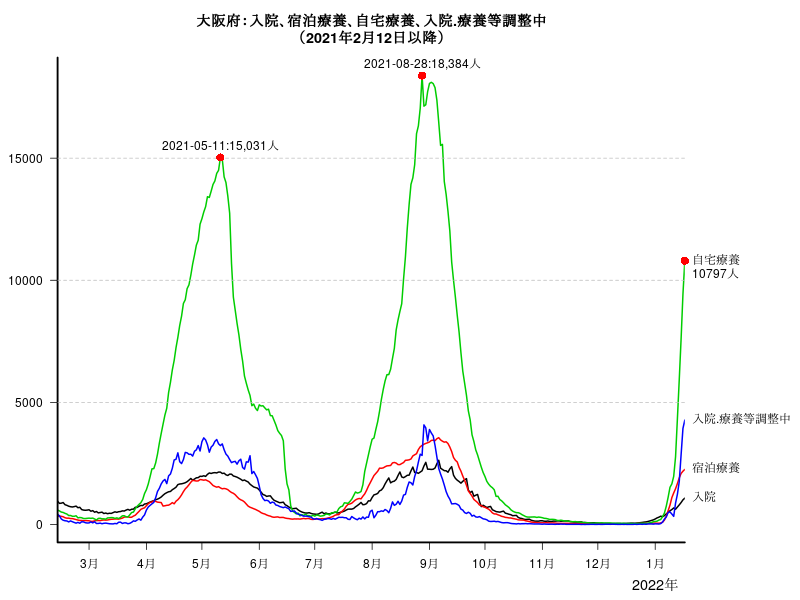 大阪府：入院、宿泊療養、自宅療養、入院.療養等調整中
（2021年2月12日以降）
2021-08-28:18,384人
2021-05-11:15,031人
15000
10000
5000
0
自宅療養
10797人
入院.療養等調整中
宿泊療養
入院
3月 4月 5月 6月 7月 8月 9月 10月 11月 12月 1月
2022年